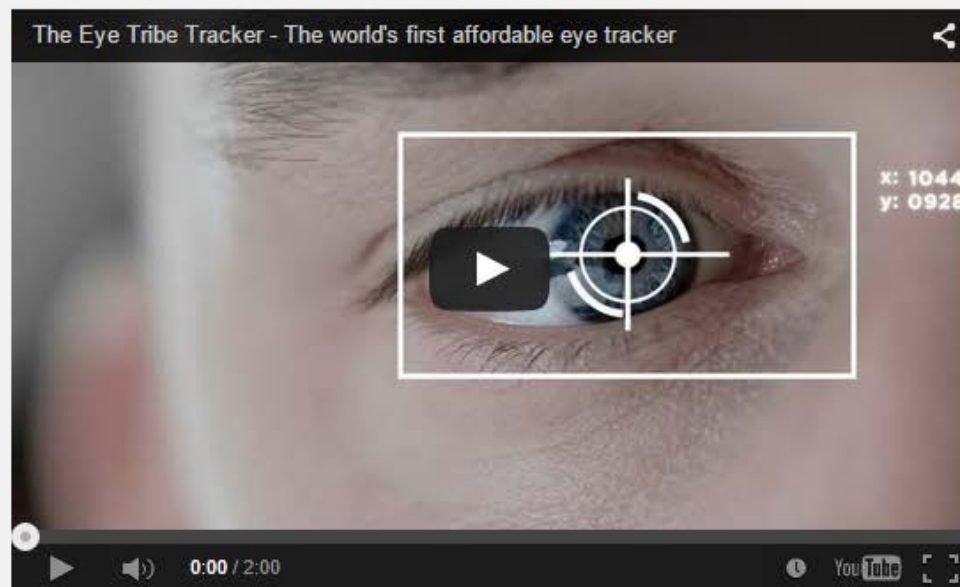 The Eye Tribe Tracker - The world's first affordable eye tracker
x: 1044
y: 0928
0:00 / 2:00
YouTube